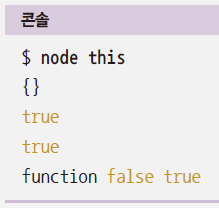 콘솔
$ node this
{}
true
true
function false true